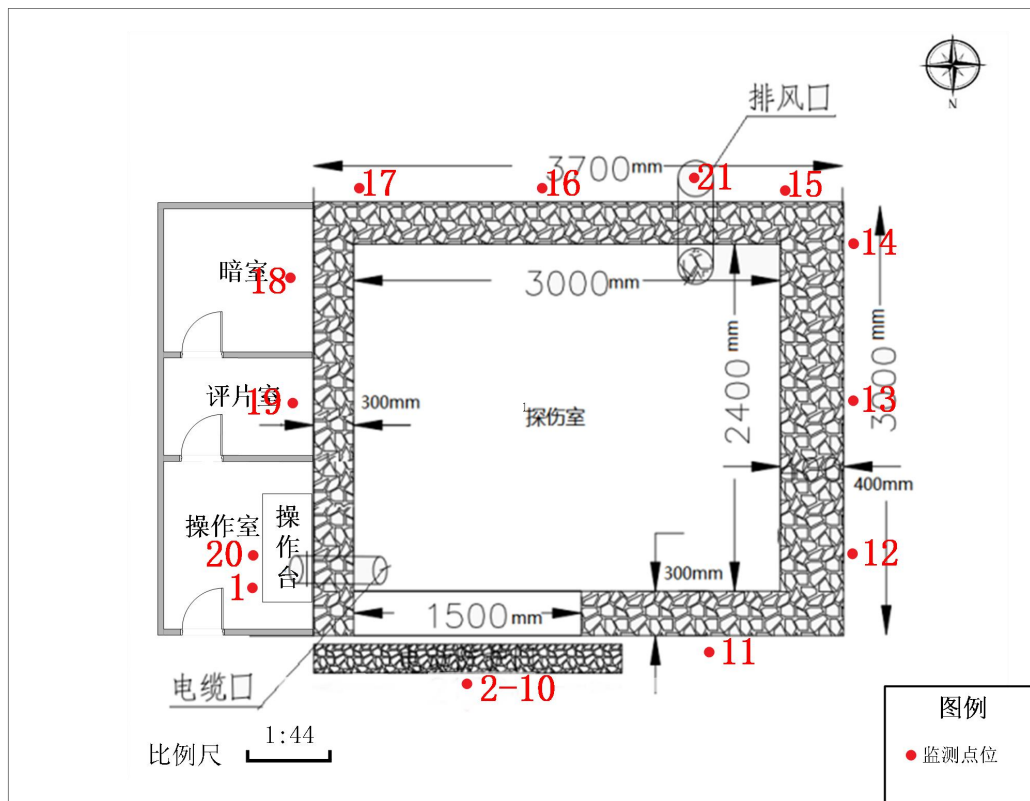 N
排风口
3700mm
17
16
21
15
14
暗室
18
3000mm
2400mm
3000mm
评片室
19
300mm
1
探伤室
13
400mm
操作室
操作台
20
1
300mm
12
1500mm
11
电缆口
2-10
图例
监测点位
比例尺
1:44